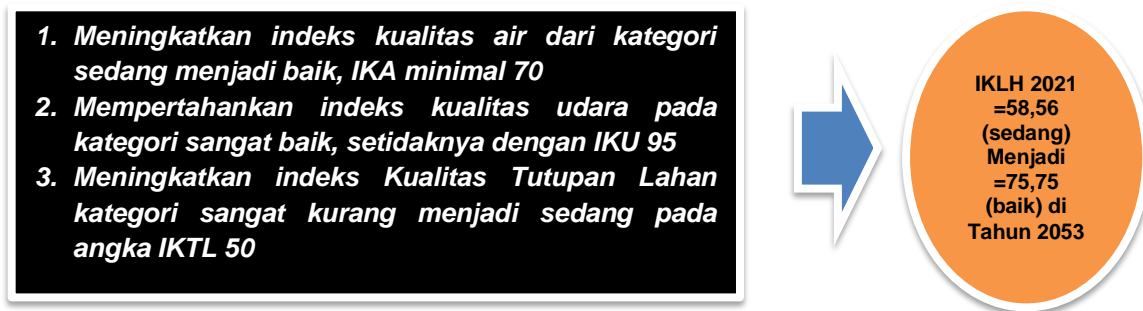 1. Meningkatkan indeks kualitas air dari kategori
sedang menjadi baik, IKA minimal 70
2. Mempertahankan indeks kualitas udara pada
kategori sangat baik, setidaknya dengan IKU 95
3. Meningkatkan indeks Kualitas Tutupan Lahan
kategori sangat kurang menjadi sedang pada
angka IKTL 50
IKLH 2021
=58,56
(sedang)
Menjadi
=75,75
(baik) di
Tahun 2053